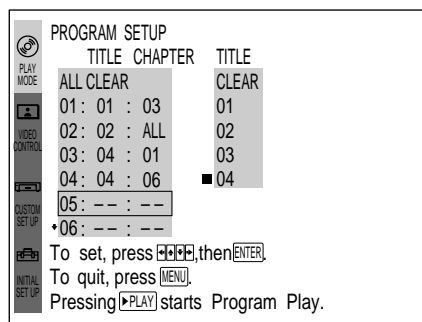 PROGRAM SETUP
TITLE CHAPTER TITLE
PLAY MODE
ALL CLEAR CLEAR
01: 01 : 03 01
02: 02 : ALL 02
VIDEO CONTROL
03: 04 : 01 03
04: 04 : 06 04
05: –– : ––
CUSTOM SET UP
06: –– : ––
To set, press ,then ENTER.
To quit, press MENU.
INITIAL SET UP
Pressing PLAY starts Program Play.